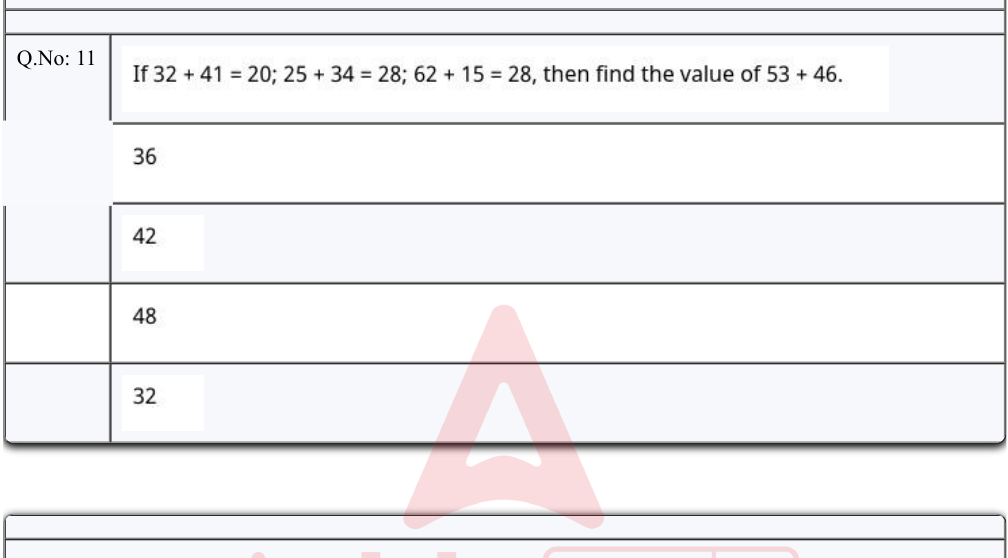 Q.No: 11
If 32 + 41 = 20; 25 + 34 = 28; 62 + 15 = 28, then find the value of 53 + 46.
36
42
48
32